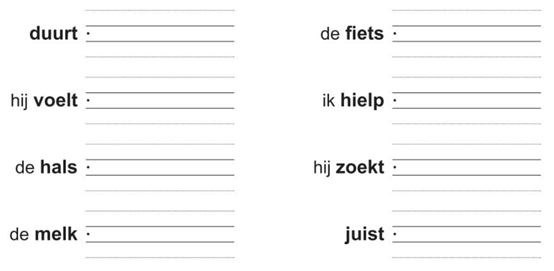 duurt
hij voelt
de hals
de melk
de fiets
ik hielp
hij zoekt
juist